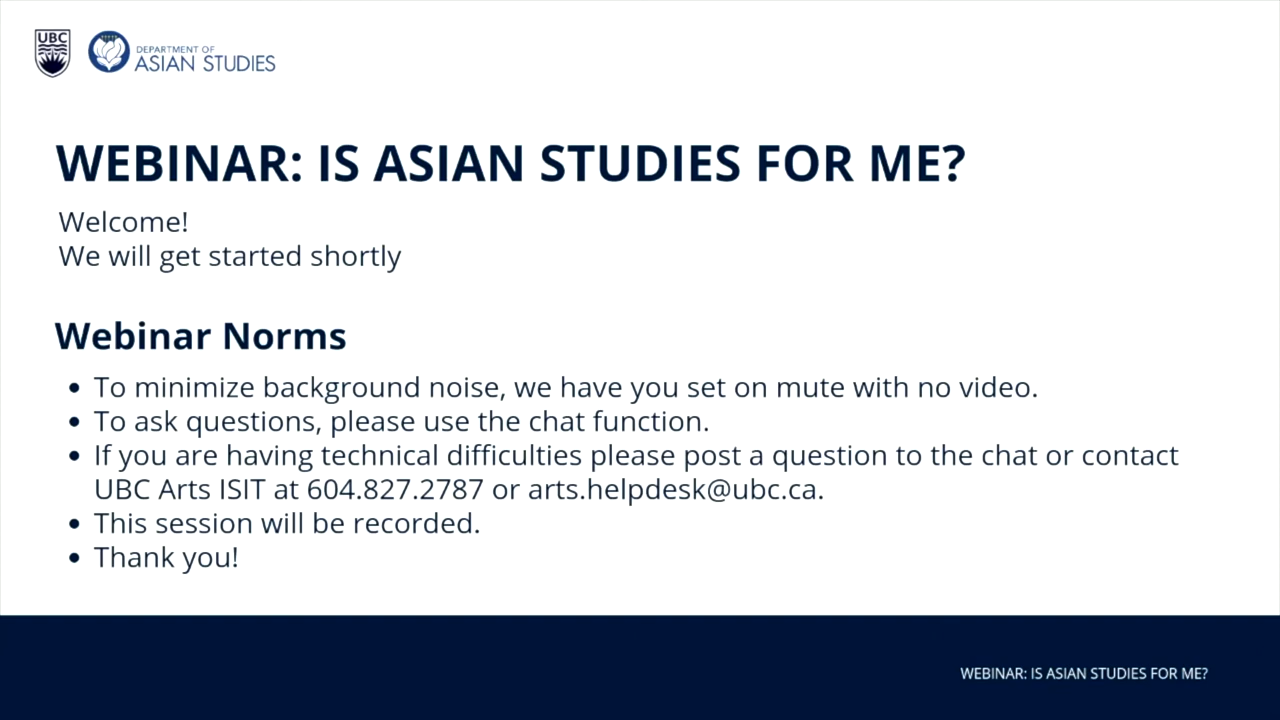 UBC
DEPARTMENT OF
ASIAN STUDIES
WEBINAR: IS ASIAN STUDIES FOR ME?
Welcome!
We will get started shortly
Webinar Norms
• To minimize background noise, we have you set on mute with no video.
• To ask questions, please use the chat function.
• If you are having technical difficulties please post a question to the chat or contact
UBC Arts ISIT at 604.827.2787 or arts.helpdesk@ubc.ca.
• This session will be recorded.
• Thank you!
WEBINAR: IS ASIAN STUDIES FOR ME?